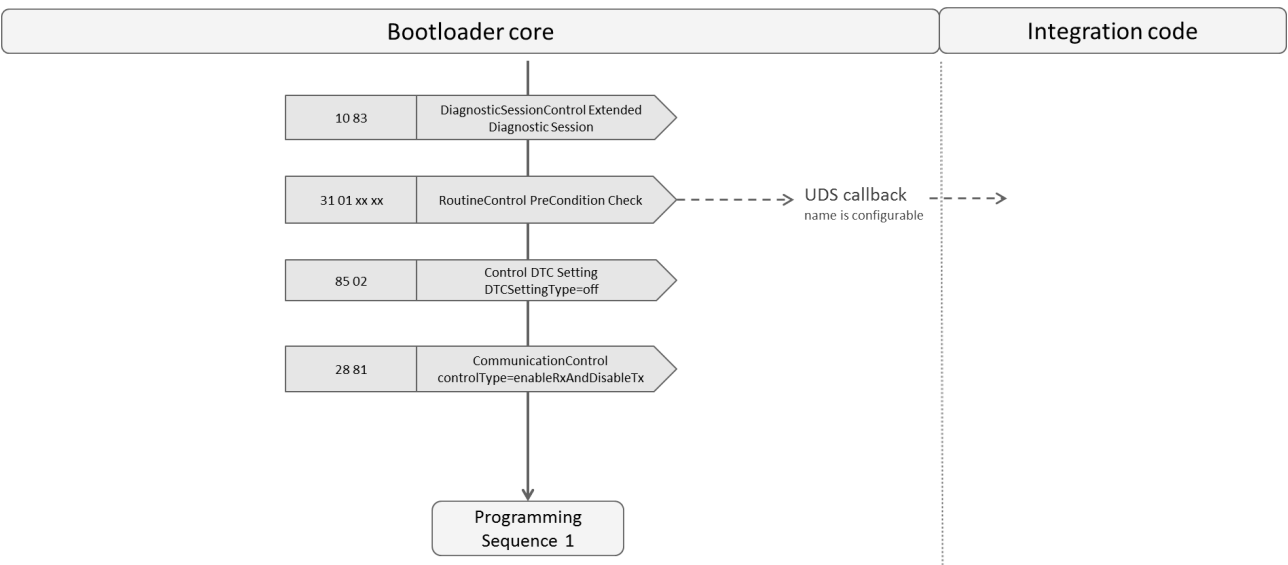 Bootloader core
Integration code
10 83
DiagnosticSessionControl Extended
Diagnostic Session
31 01 xx xx
RoutineControl PreCondition Check
UDS callback
name is configurable
85 02
Control DTC Setting
DTCSettingType=off
28 81
CommunicationControl
controlType=enableRxAndDisableTx
Programming
Sequence 1